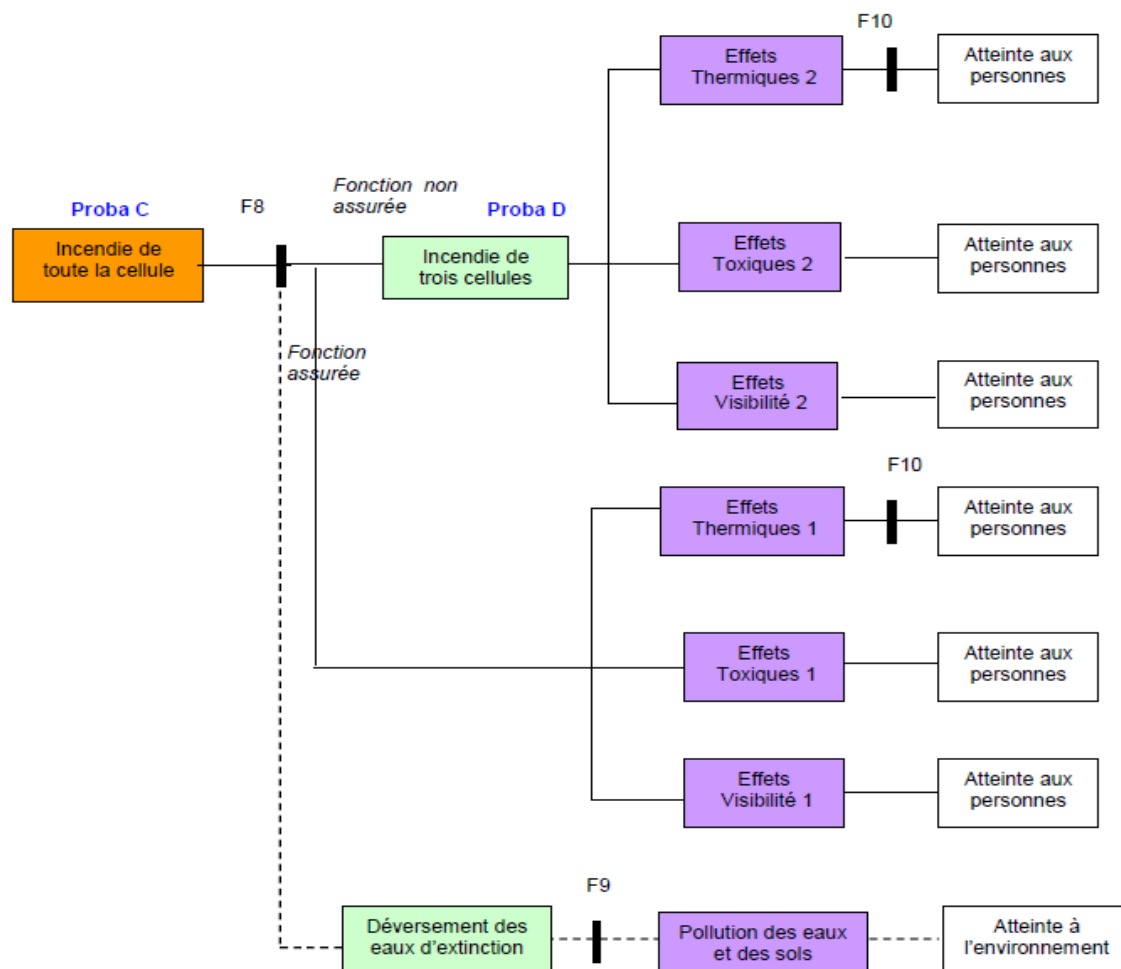 F10
Effets
Thermiques 2
Atteinte aux
personnes
Fonction non
assurée
Proba C
F8
Proba D
Incendie de
toute la cellule
Incendie de
trois cellules
Effets
Toxiques 2
Atteinte aux
personnes
Fonction
assurée
Effets
Visibilité 2
Atteinte aux
personnes
F10
Effets
Thermiques 1
Atteinte aux
personnes
Effets
Toxiques 1
Atteinte aux
personnes
Effets
Visibilité 1
Atteinte aux
personnes
F9
Déversement des
eaux d'extinction
Pollution des eaux
et des sols
Atteinte à
l'environnement